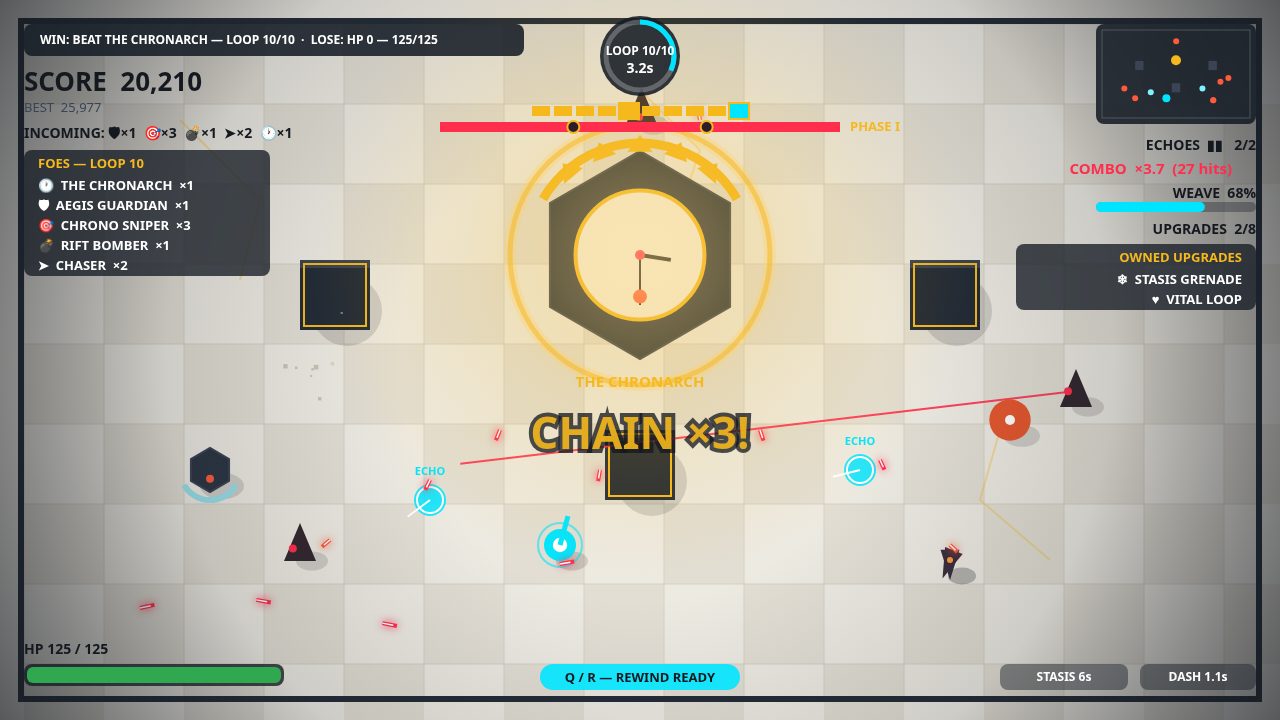 WIN: BEAT THE CHRONARCH — LOOP 10/10 · LOSE: HP 0 — 125/125
LOOP 10/10
3.2s
SCORE 20,210
BEST 25,977
INCOMING: ×1 ×3 ×1 ➤×2 ×1
FOES — LOOP 10
THE CHRONARCH ×1
AEGIS GUARDIAN ×1
CHRONO SNIPER ×3
RIFT BOMBER ×1
➤ CHASER ×2
PHASE I
ECHOES 2/2
COMBO ×3.7 (27 hits)
WEAVE 68%
UPGRADES 2/8
OWNED UPGRADES
❄ STASIS GRENADE
♥ VITAL LOOP
THE CHRONARCH
CHAIN ×3!
ECHO
ECHO
HP 125 / 125
Q / R — REWIND READY
STASIS 6s
DASH 1.1s